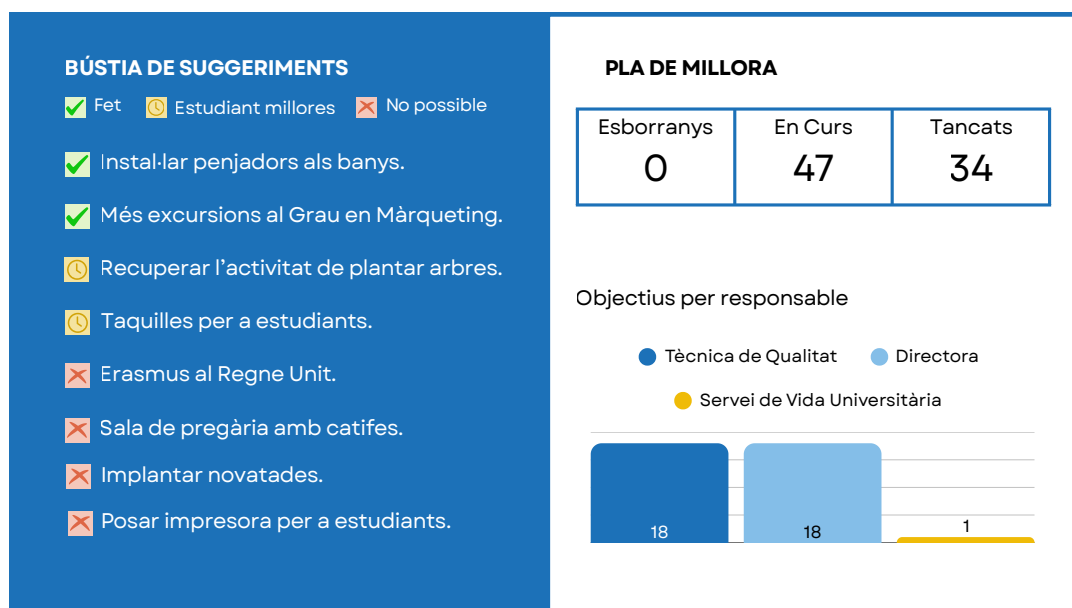 BÚSTIA DE SUGGERIMENTS
Fet Estudiant millores No possible
Instal·lar penjadors als banys.
Més excursions al Grau en Màrqueting.
Recuperar l’activitat de plantar arbres.
Taquilles per a estudiants.
Erasmus al Regne Unit.
Sala de pregària amb catifes.
Implantar novatades.
Posar impresora per a estudiants.
PLA DE MILLORA
Esborranys En Curs Tancats
0 47 34
Objectius per responsable
Tècnica de Qualitat Directora
Servei de Vida Universitària
18 18 1